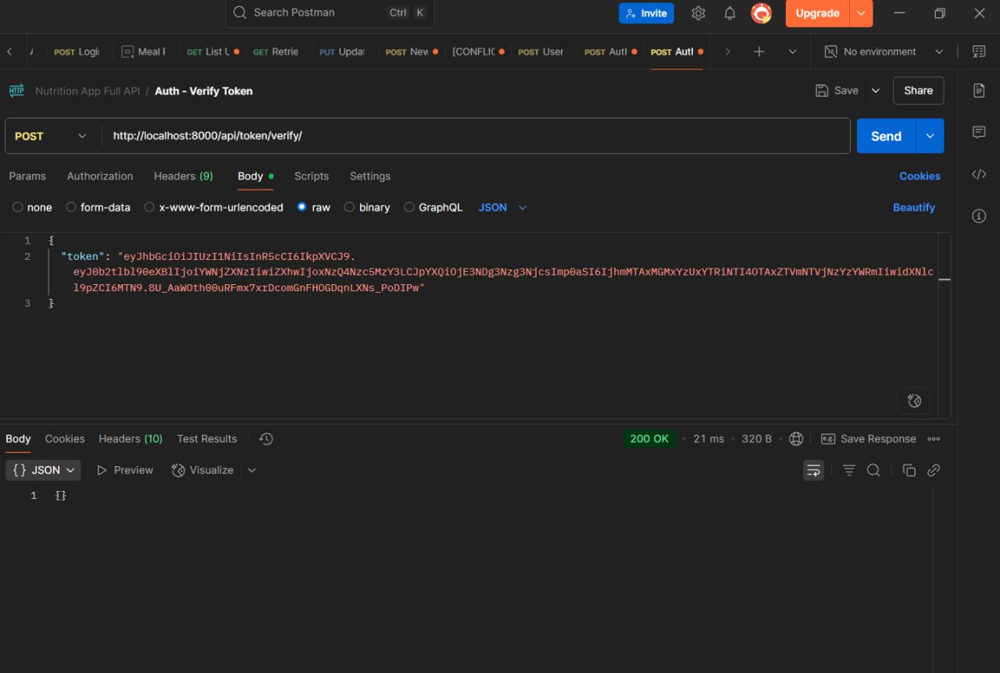 Search Postman Ctrl K Invite Upgrade
POST Logi Meal F GET List U GET Retrie PUT Updat POST New [CONFLIC POST User POST Autl POST Autl No environment
HTTP Nutrition App Full API / Auth - Verify Token Save Share
POST http://localhost:8000/api/token/verify/ Send
Params Authorization Headers (9) Body Scripts Settings Cookies
none form-data x-www-form-urlencoded raw binary GraphQL JSON Beautify
1 {
2 "token": "eyJhbGciOiJIUzI1NiIsInR5cCI6IkpXVCJ9.
eyJ0b2tlbl90eXBlIjoiYWNjZXNzIiwiZXhwIjoxNzQ4Nzc5MzY3LCJpYXQiOjE3NDg3Nzg3NjcsImp0aSI6IjhmMTAxMGMxYzUxYTRiNTI4OTAxZTVmNTVjNzYzYWRmIiwidXNlc
l9pZCI6MTN9.8U_AaWOth00uRFmx7xrDcomGnFHOGDqnLXNs_PoDIPw"
3 }
Body Cookies Headers (10) Test Results 200 OK • 21 ms • 320 B • e.g. Save Response
{} JSON Preview Visualize
1 {}